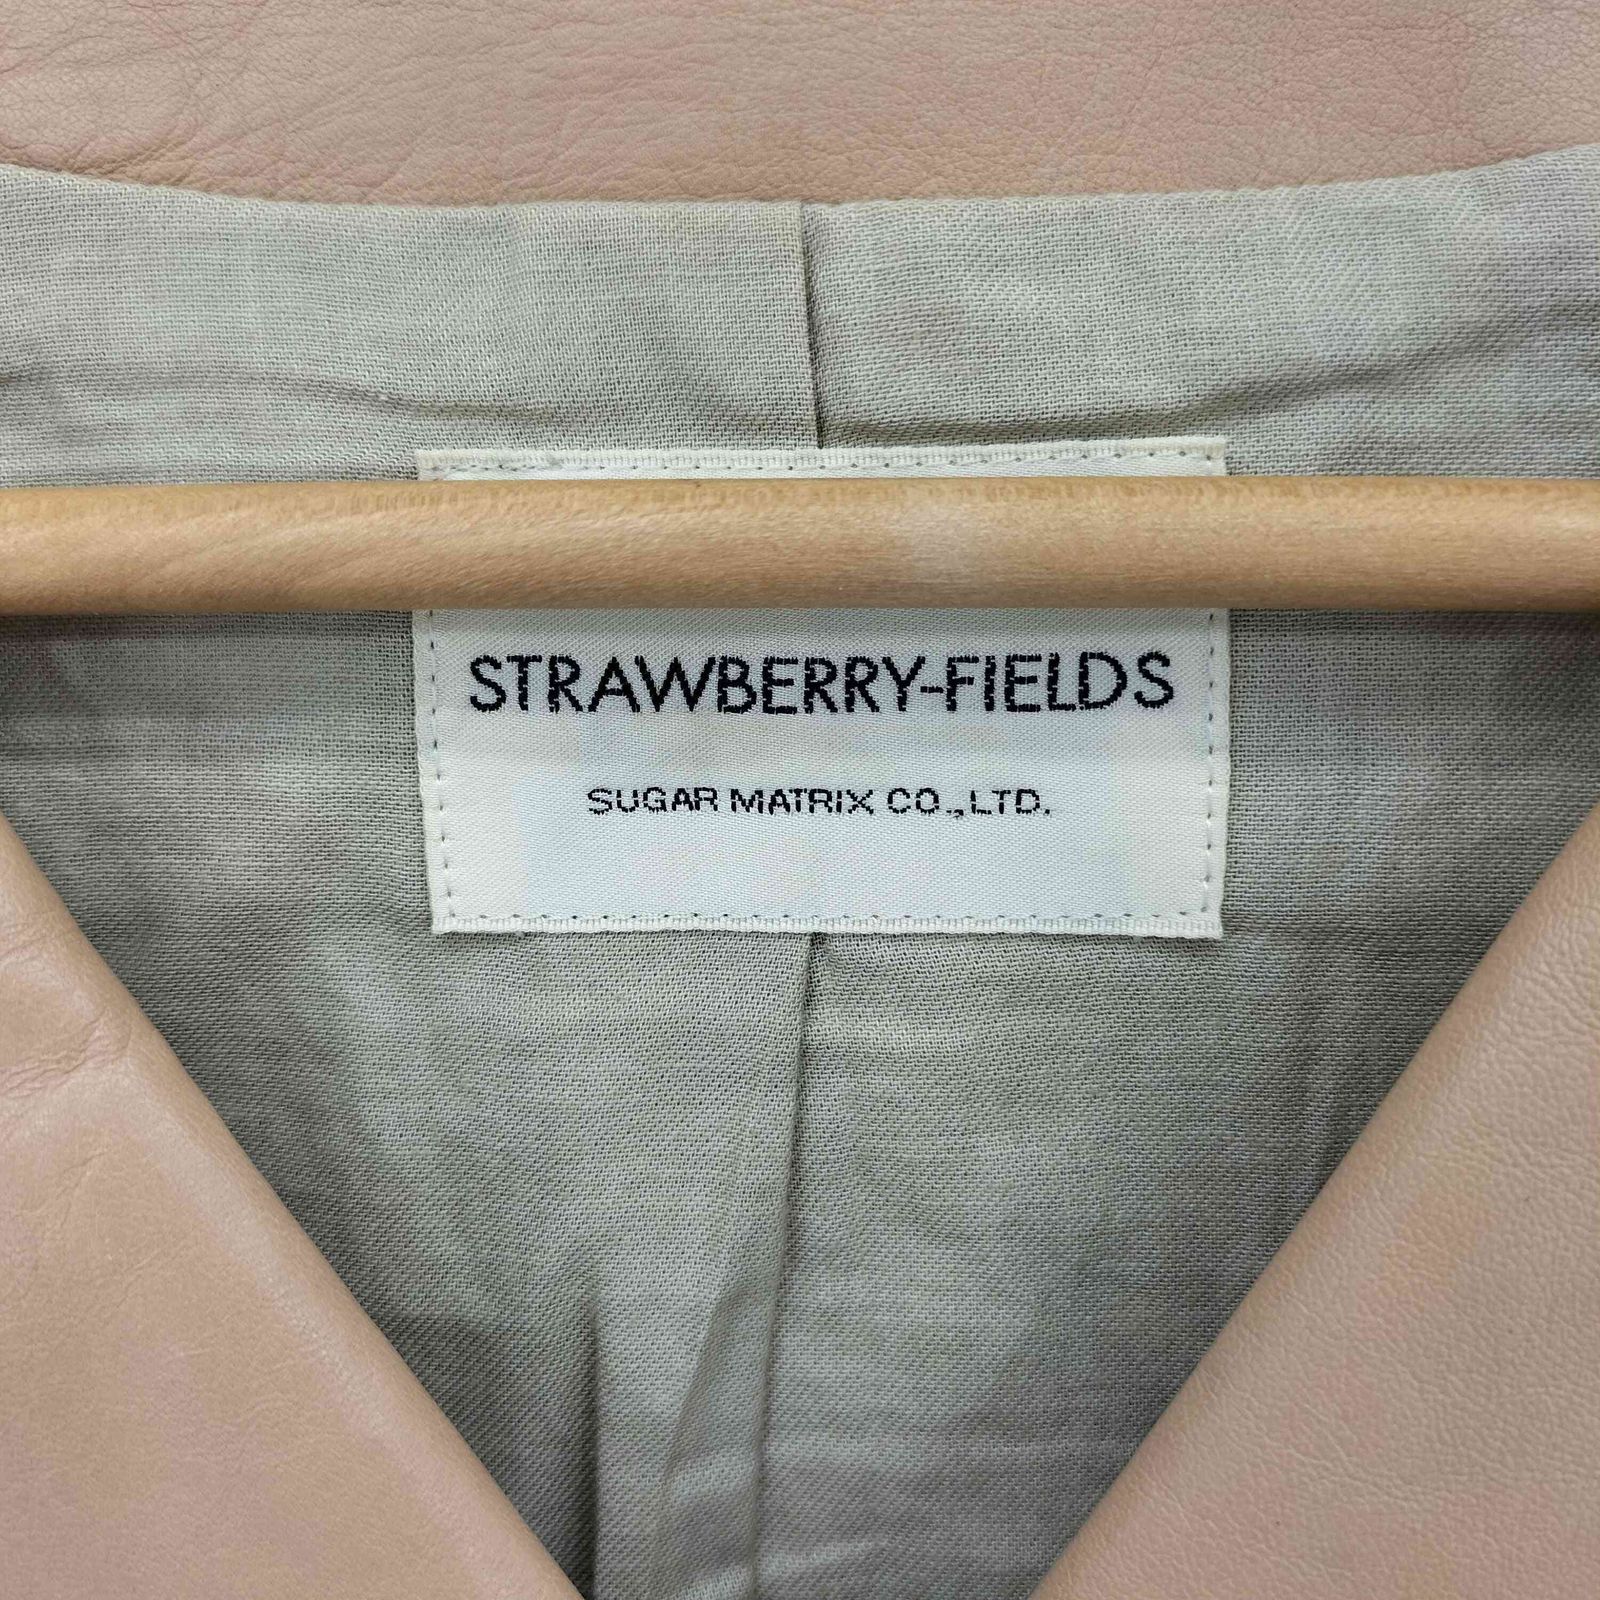 STRAWBERRY-FIELDS
SUGAR MATRIX CO.,LTD.